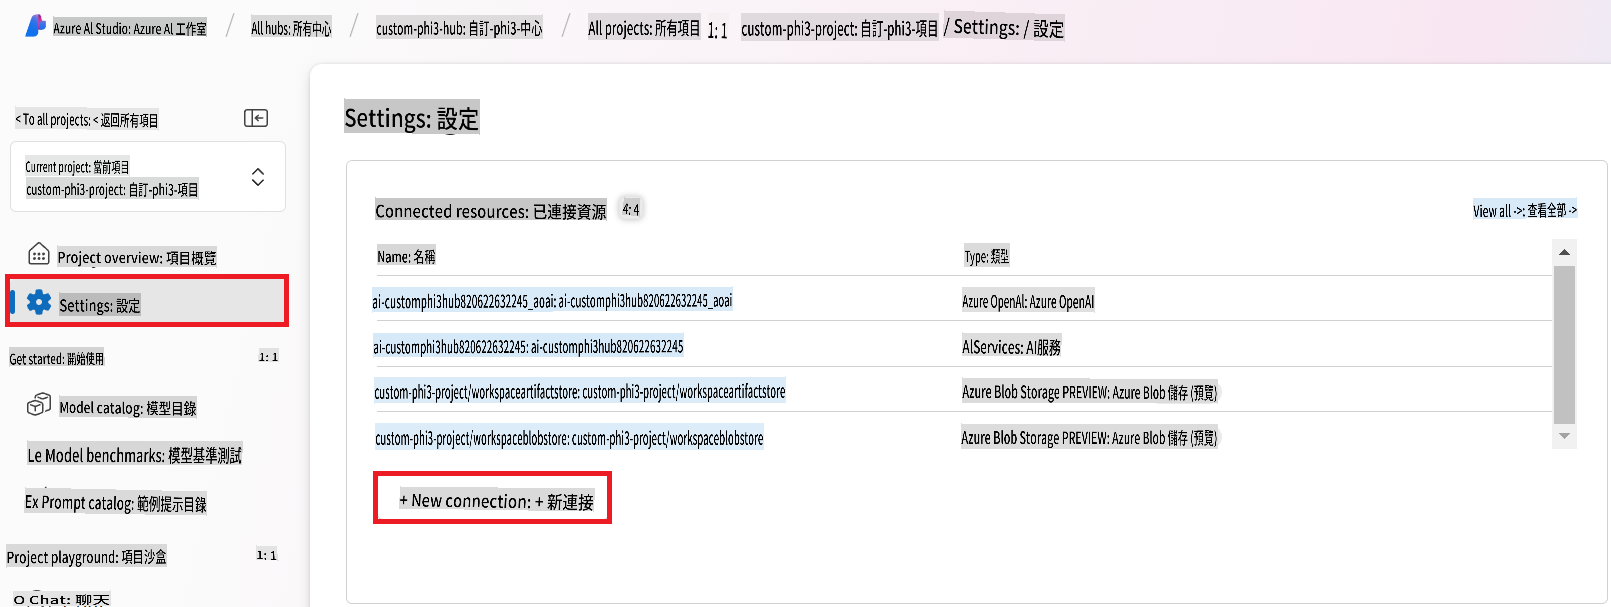 Azure Al Studio: Azure Al 工作室 / All hubs: 所有中心 / custom-phi3-hub: 自訂-phi3-中心 / All projects: 所有項目 1: 1 custom-phi3-project: 自訂-phi3-項目 / Settings: / 設定
< To all projects: < 返回所有項目
Current project: 當前項目
custom-phi3-project: 自訂-phi3-項目
Project overview: 項目概覽
Settings: 設定
Get started: 開始使用 1: 1
Model catalog: 模型目錄
Le Model benchmarks: 模型基準測試
Ex Prompt catalog: 範例提示目錄
Project playground: 項目沙盒 1: 1
O Chat: 聊天
Settings: 設定
Connected resources: 已連接資源 4: 4
View all ->: 查看全部 ->
Name: 名稱 Type: 類型
ai-customphi3hub820622632245_aoai: ai-customphi3hub820622632245_aoai Azure OpenAl: Azure OpenAI
ai-customphi3hub820622632245: ai-customphi3hub820622632245 AlServices: AI服務
custom-phi3-project/workspaceartifactstore: custom-phi3-project/workspaceartifactstore Azure Blob Storage PREVIEW: Azure Blob 儲存 (預覽)
custom-phi3-project/workspaceblobstore: custom-phi3-project/workspaceblobstore Azure Blob Storage PREVIEW: Azure Blob 儲存 (預覽)
+ New connection: + 新連接